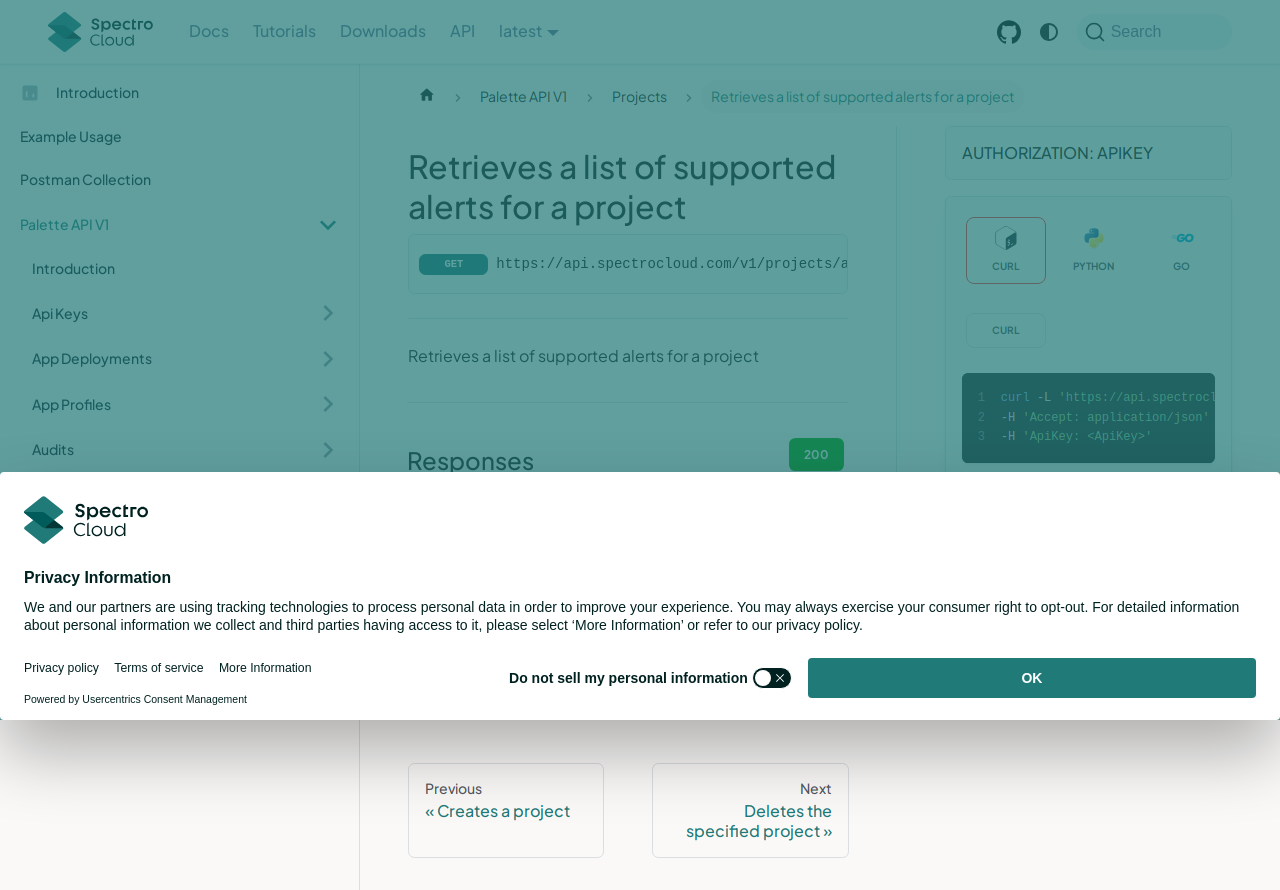 Spectro Cloud
Docs Tutorials Downloads API latest Search
Introduction
Example Usage
Postman Collection
Palette API V1
Introduction
Api Keys
App Deployments
App Profiles
Audits
Palette API V1 Projects Retrieves a list of supported alerts for a project
Retrieves a list of supported
alerts for a project
GET https://api.spectrocloud.com/v1/projects/a
Retrieves a list of supported alerts for a project
Responses 200
AUTHORIZATION: APIKEY
CURL PYTHON GO
CURL
1 curl -L 'https://api.spectrocl
2 -H 'Accept: application/json'
3 -H 'ApiKey: <ApiKey>'
Spectro Cloud
Privacy Information
We and our partners are using tracking technologies to process personal data in order to improve your experience. You may always exercise your consumer right to opt-out. For detailed information
about personal information we collect and third parties having access to it, please select ‘More Information’ or refer to our privacy policy.
Privacy policy Terms of service More Information
Do not sell my personal information OK
Powered by Usercentrics Consent Management
Previous
« Creates a project
Next
Deletes the
specified project »